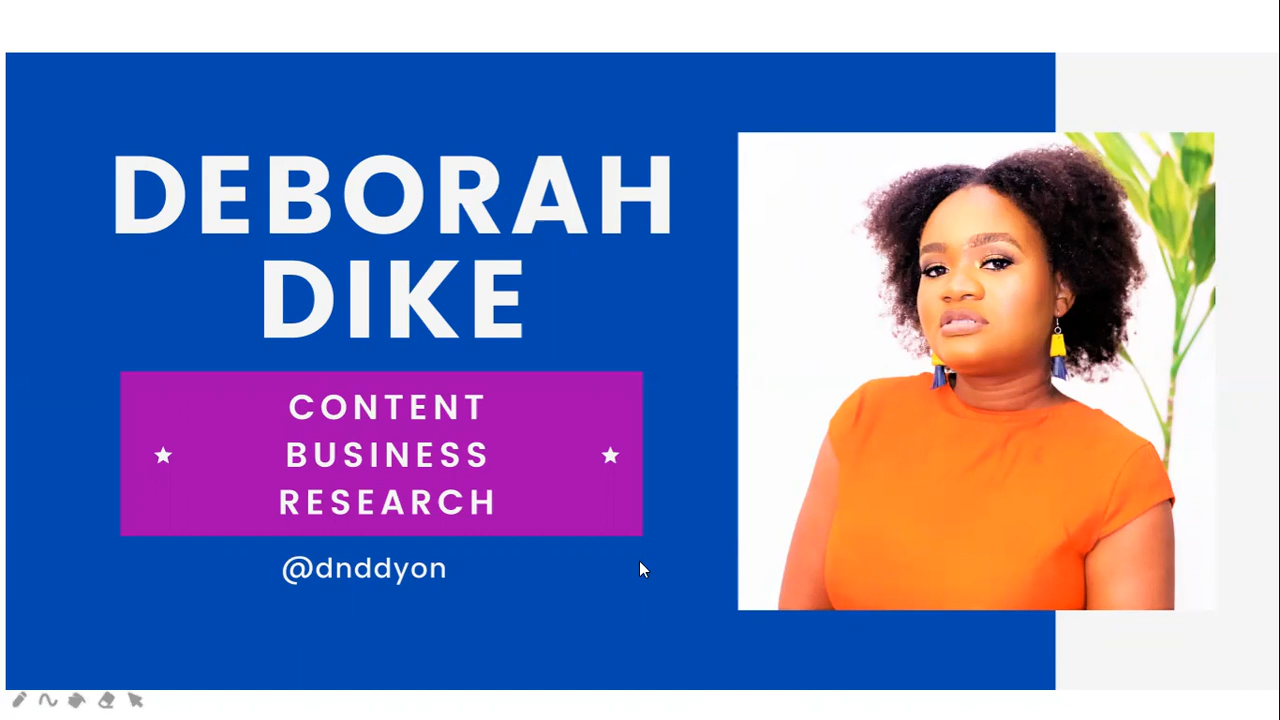 DEBORAH
DIKE
CONTENT
BUSINESS
RESEARCH
@dnddyon